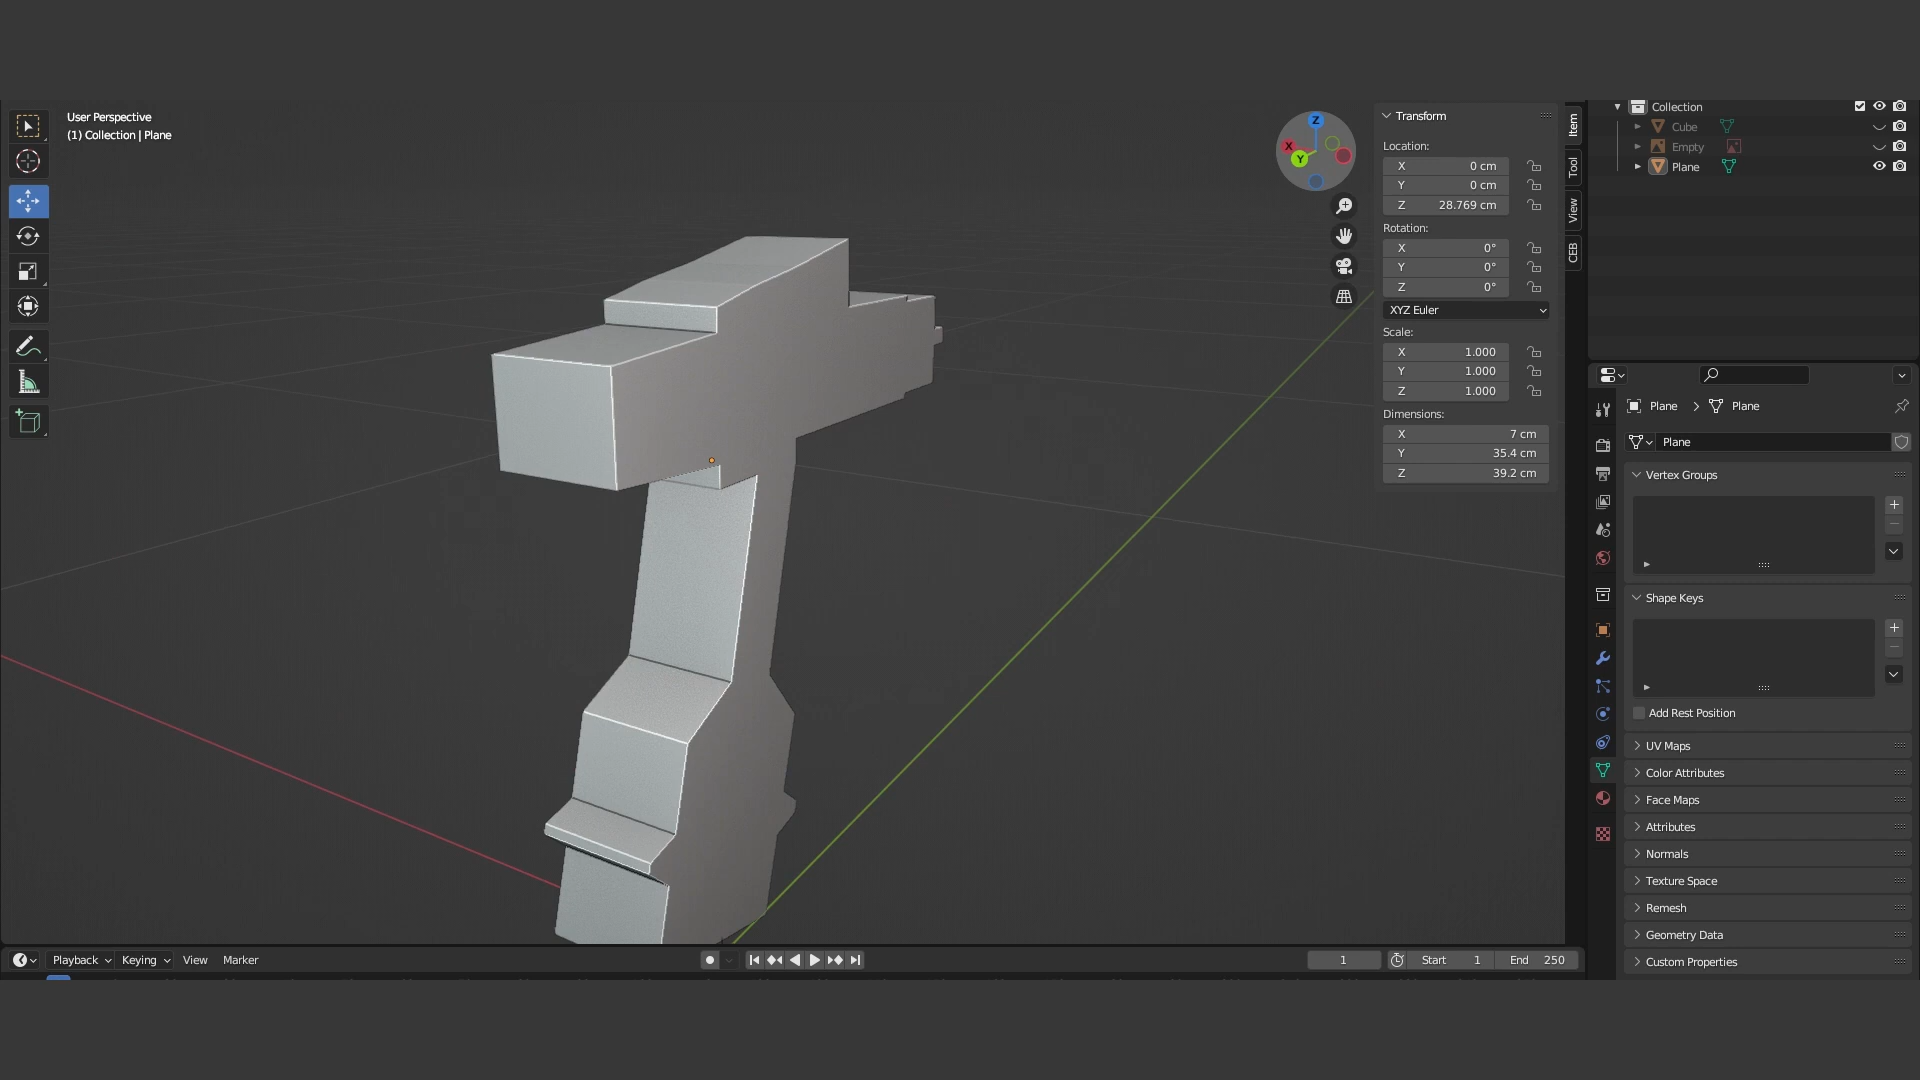 User Perspective
(1) Collection | Plane
Z
X
Y
Transform
Location:
X 0 cm
Y 0 cm
Z 28.769 cm
Rotation:
X 0°
Y 0°
Z 0°
XYZ Euler
Scale:
X 1.000
Y 1.000
Z 1.000
Dimensions:
X 7 cm
Y 35.4 cm
Z 39.2 cm
Item
Tool
View
CEB
Collection
Cube
Empty
Plane
Plane > Plane
Plane
Vertex Groups
Shape Keys
Add Rest Position
UV Maps
Color Attributes
Face Maps
Attributes
Normals
Texture Space
Remesh
Geometry Data
Custom Properties
Playback Keying View Marker
1 Start 1 End 250